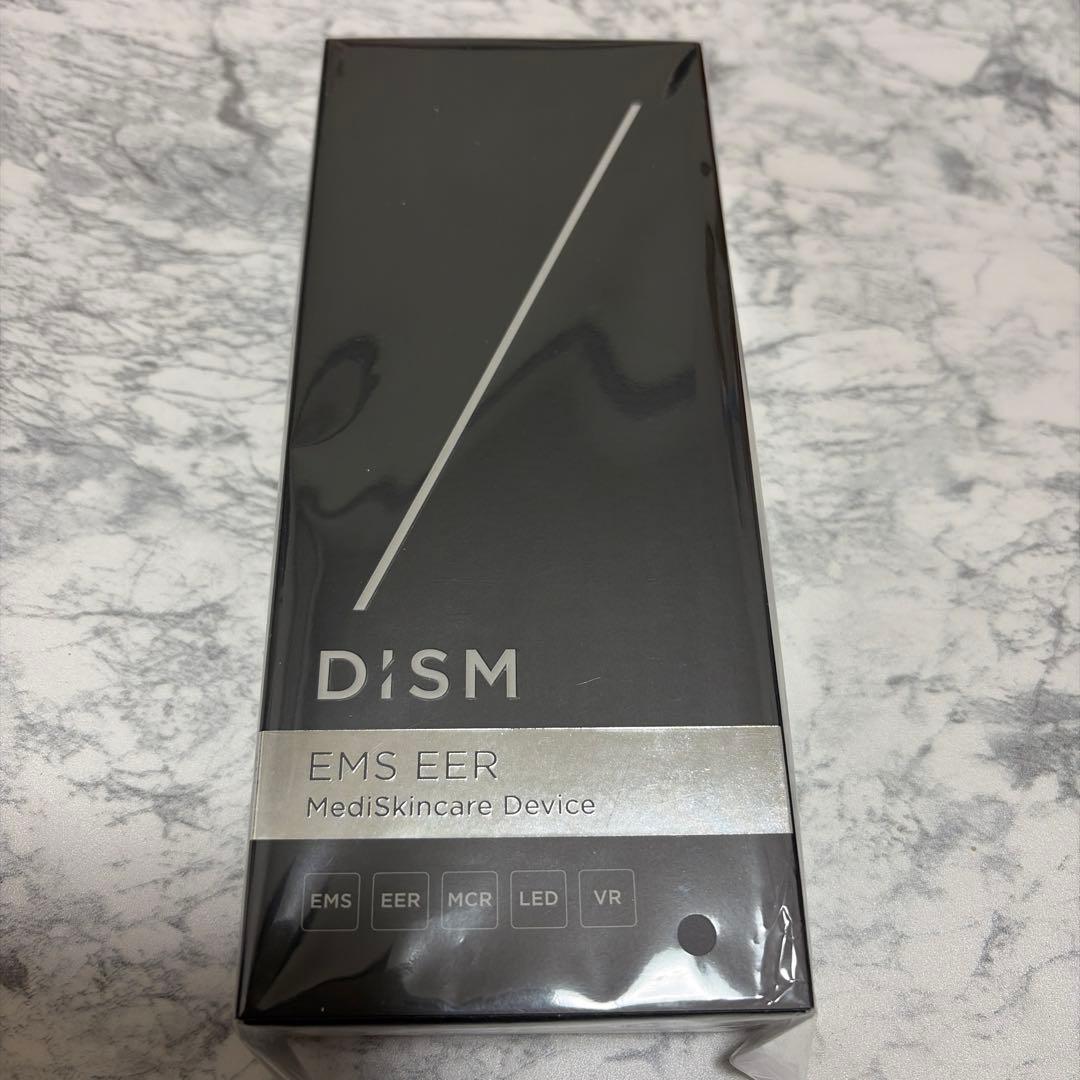 DISM
EMS EER
MediSkincare Device
EMS EER MCR LED VR